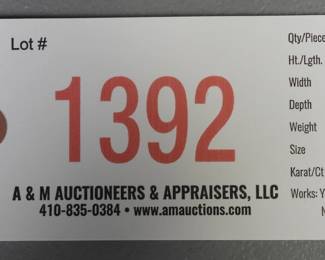 Lot #
1392
A & M AUCTIONEERS & APPRAISERS, LLC
410-835-0384 • www.amauctions.com
Qty/Piece
Ht./Lgth.
Width
Depth
Weight
Size
Karat/Ct
Works: Y
N